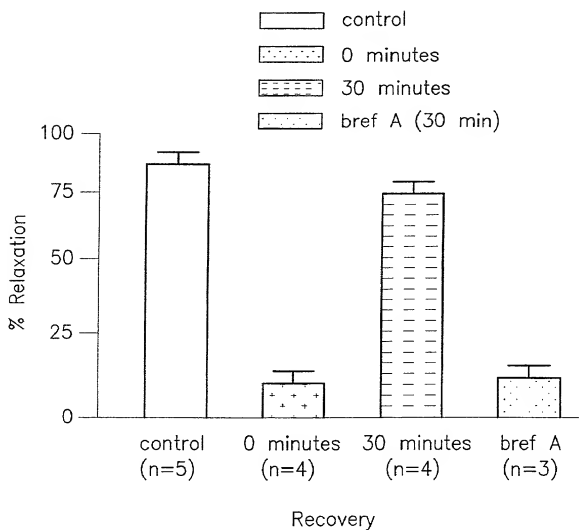 control
0 minutes
30 minutes
bref A (30 min)
100
75
50
25
0
% Relaxation
control 0 minutes 30 minutes bref A
(n=5) (n=4) (n=4) (n=3)
Recovery